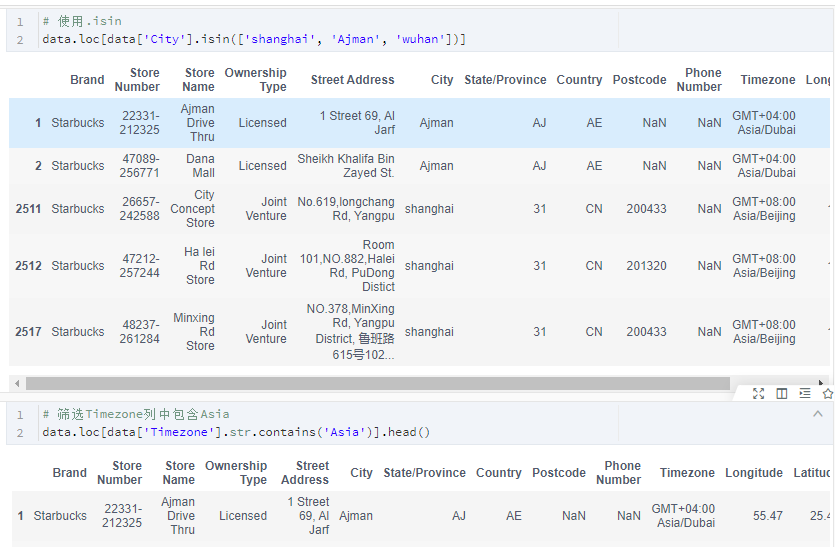 1 # 使用.isin
2 data.loc[data['City'].isin(['shanghai', 'Ajman', 'wuhan'])]
Brand Store Number Store Name Ownership Type Street Address City State/Province Country Postcode Phone Number Timezone Long
1 Starbucks 22331-212325 Ajman Drive Thru Licensed 1 Street 69, Al Jarf Ajman AJ AE NaN NaN GMT+04:00 Asia/Dubai
2 Starbucks 47089-256771 Dana Mall Licensed Sheikh Khalifa Bin Zayed St. Ajman AJ AE NaN NaN GMT+04:00 Asia/Dubai
2511 Starbucks 26657-242588 City Concept Store Joint Venture No.619,longchang Rd, Yangpu shanghai 31 CN 200433 NaN GMT+08:00 Asia/Beijing
2512 Starbucks 47212-257244 Ha lei Rd Store Joint Venture Room 101,NO.882,Halei Rd, PuDong Distict shanghai 31 CN 201320 NaN GMT+08:00 Asia/Beijing
2517 Starbucks 48237-261284 Minxing Rd Store Joint Venture NO.378,MinXing Rd, Yangpu District, 鲁班路615号102... shanghai 31 CN 200433 NaN GMT+08:00 Asia/Beijing
1 # 筛选Timezone列中包含Asia
2 data.loc[data['Timezone'].str.contains('Asia')].head()
Brand Store Number Store Name Ownership Type Street Address City State/Province Country Postcode Phone Number Timezone Longitude Latitud
1 Starbucks 22331-212325 Ajman Drive Thru Licensed 1 Street 69, Al Jarf Ajman AJ AE NaN NaN GMT+04:00 Asia/Dubai 55.47 25.4